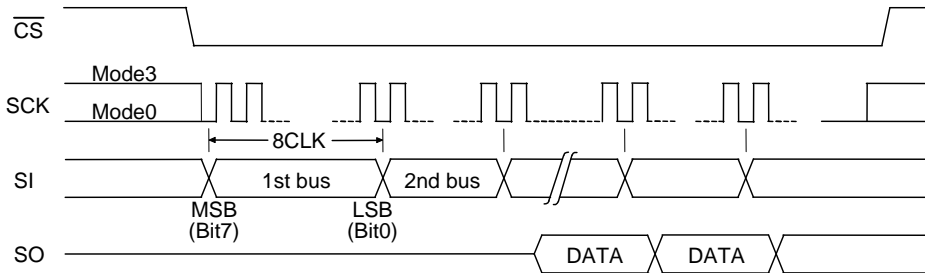 CS
Mode3
SCK
Mode0
8CLK
SI
1st bus
2nd bus
MSB
(Bit7)
LSB
(Bit0)
SO
DATA
DATA